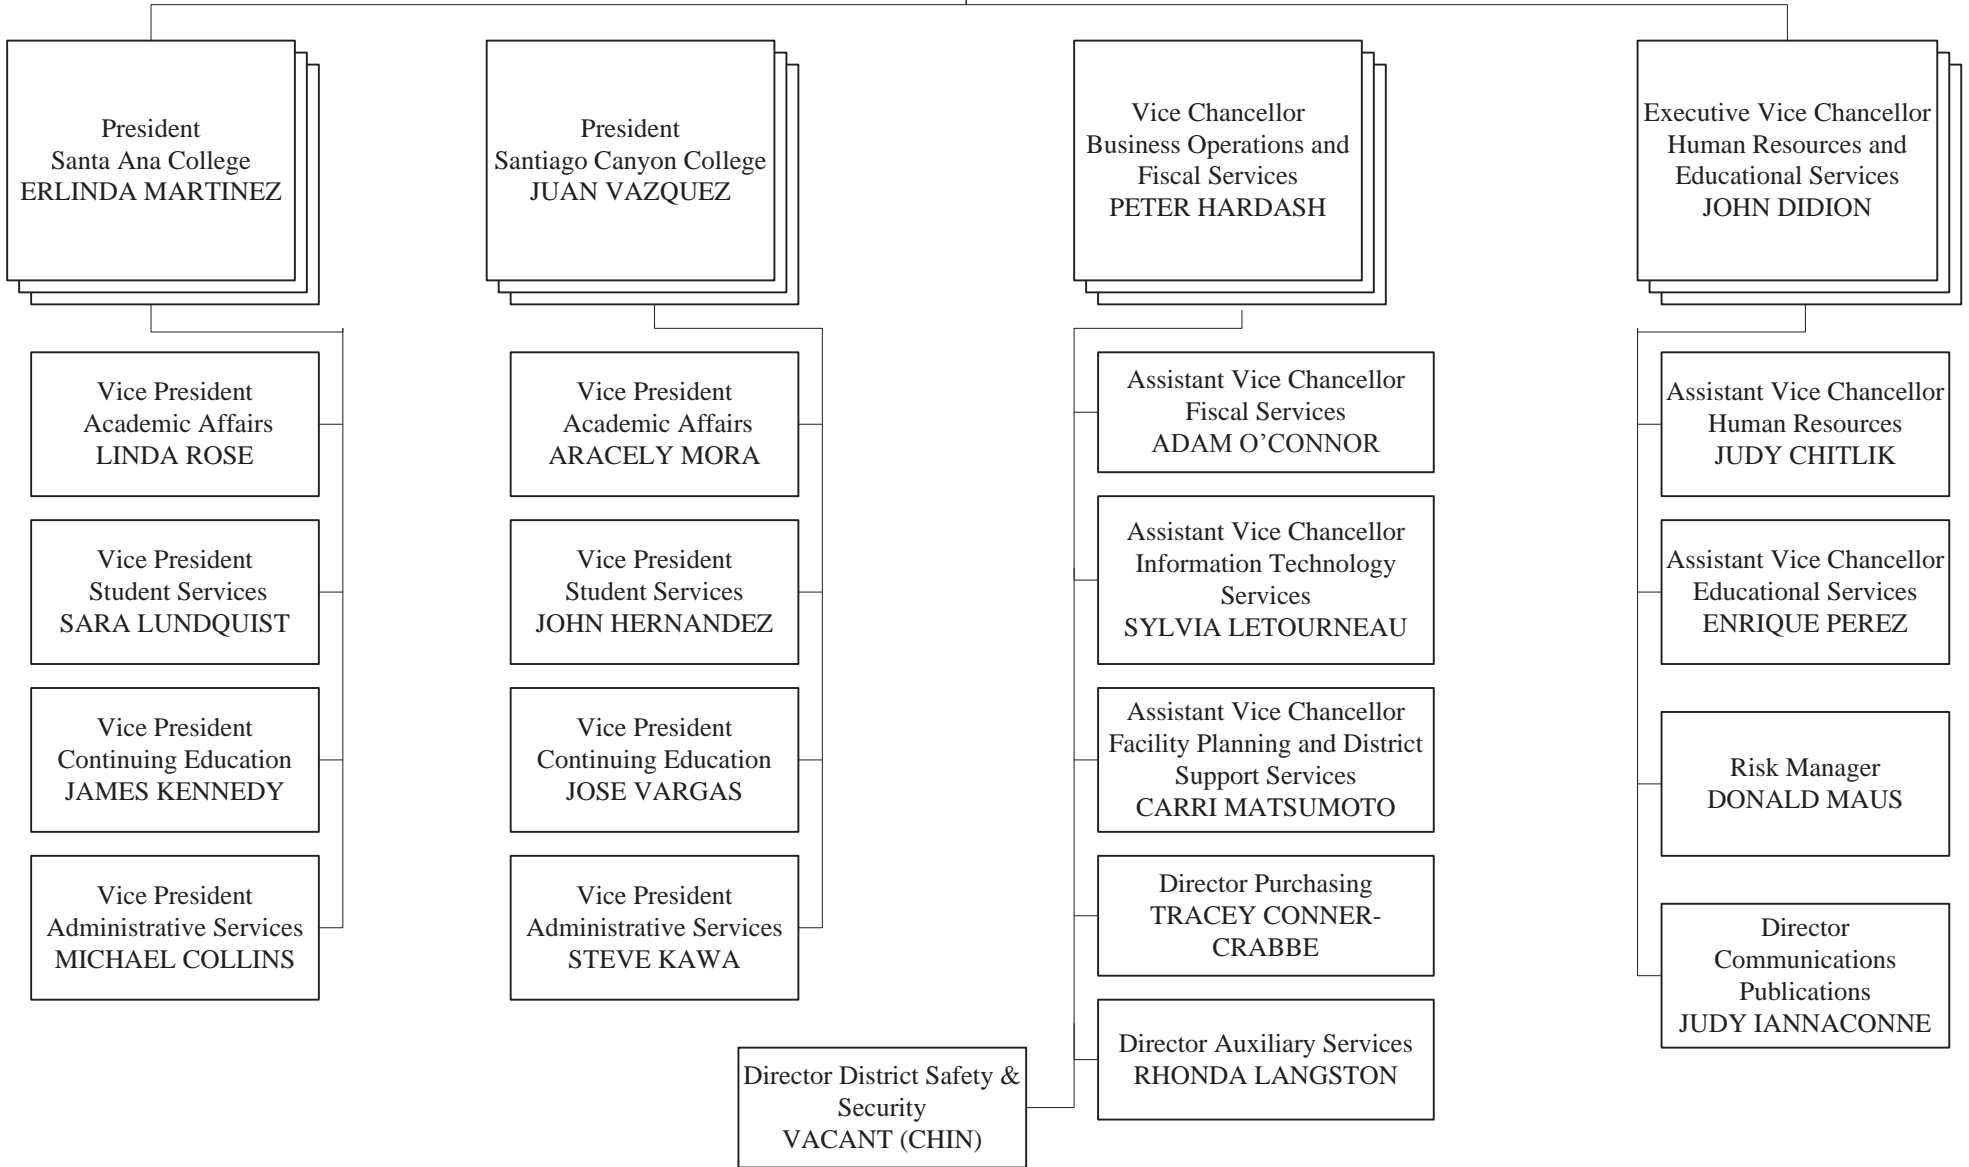 President
Santa Ana College
ERLINDA MARTINEZ
President
Santiago Canyon College
JUAN VAZQUEZ
Vice Chancellor
Business Operations and
Fiscal Services
PETER HARDASH
Executive Vice Chancellor
Human Resources and
Educational Services
JOHN DIDION
Vice President
Academic Affairs
LINDA ROSE
Vice President
Student Services
SARA LUNDQUIST
Vice President
Continuing Education
JAMES KENNEDY
Vice President
Administrative Services
MICHAEL COLLINS
Vice President
Academic Affairs
ARACELY MORA
Vice President
Student Services
JOHN HERNANDEZ
Vice President
Continuing Education
JOSE VARGAS
Vice President
Administrative Services
STEVE KAWA
Assistant Vice Chancellor
Fiscal Services
ADAM O’CONNOR
Assistant Vice Chancellor
Information Technology
Services
SYLVIA LETOURNEAU
Assistant Vice Chancellor
Facility Planning and District
Support Services
CARRI MATSUMOTO
Director Purchasing
TRACEY CONNER-
CRABBE
Director Auxiliary Services
RHONDA LANGSTON
Director District Safety &
Security
VACANT (CHIN)
Assistant Vice Chancellor
Human Resources
JUDY CHITLIK
Assistant Vice Chancellor
Educational Services
ENRIQUE PEREZ
Risk Manager
DONALD MAUS
Director
Communications
Publications
JUDY IANNACONNE